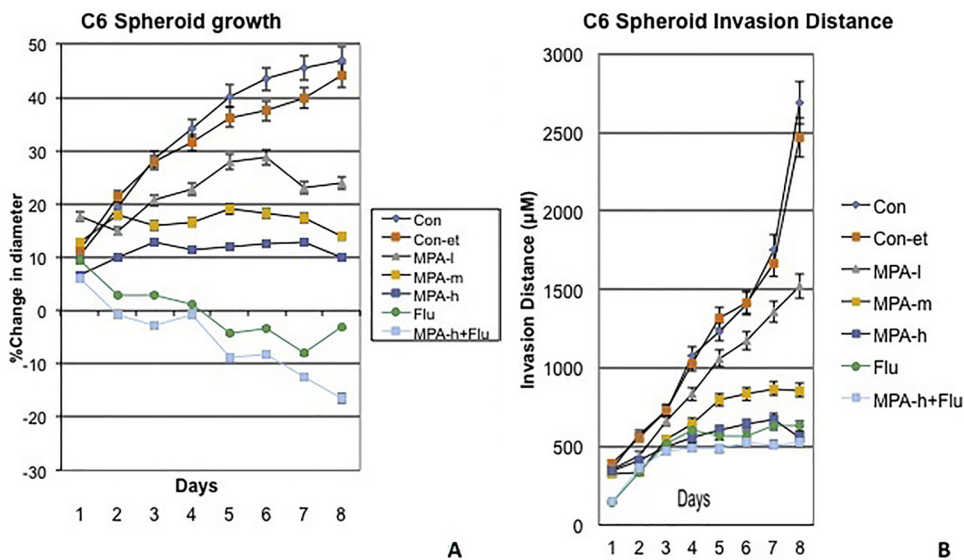 C6 Spheroid growth
50
40
30
20
10
0
-10
-20
-30
%Change in diameter
Days
1 2 3 4 5 6 7 8
Con
Con-et
MPA-l
MPA-m
MPA-h
Flu
MPA-h+Flu
A
C6 Spheroid Invasion Distance
3000
2500
2000
1500
1000
500
0
Invasion Distance (µM)
Days
1 2 3 4 5 6 7 8
Con
Con-et
MPA-l
MPA-m
MPA-h
Flu
MPA-h+Flu
B